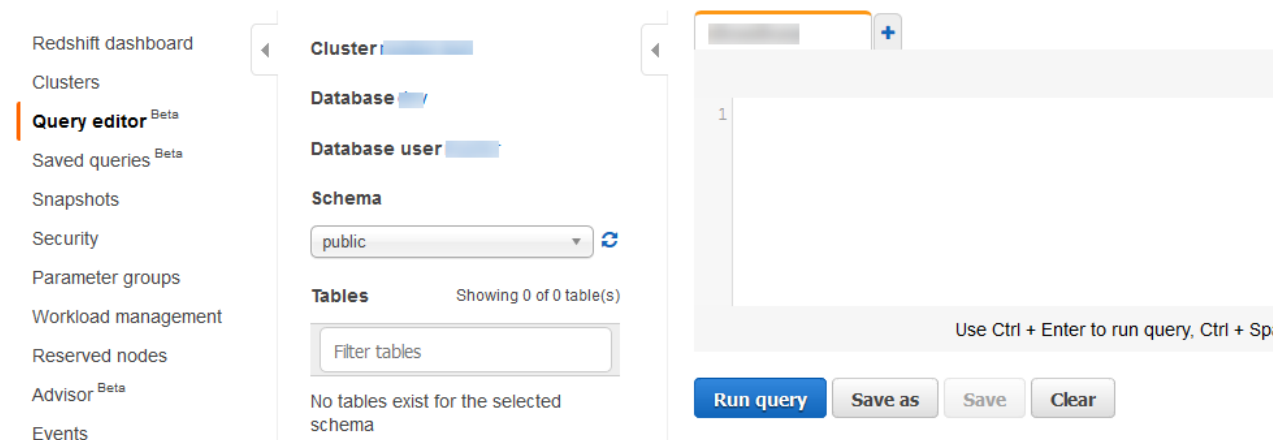 Redshift dashboard
Clusters
Query editor Beta
Saved queries Beta
Snapshots
Security
Parameter groups
Workload management
Reserved nodes
Advisor Beta
Events
Cluster
Database
Database user
Schema
public
Tables Showing 0 of 0 table(s)
Filter tables
No tables exist for the selected
schema
+
1
Use Ctrl + Enter to run query, Ctrl +
Run query Save as Save Clear